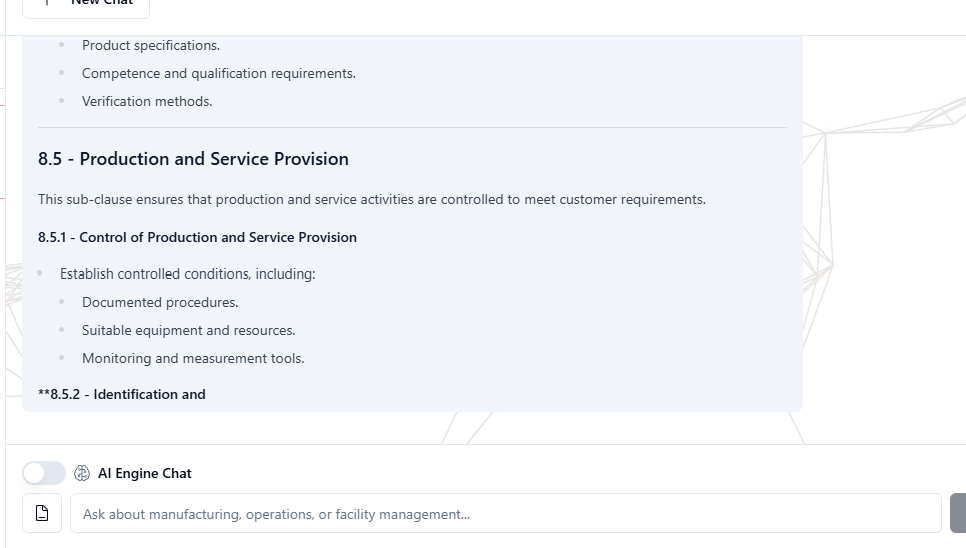 New Chat
Product specifications.
Competence and qualification requirements.
Verification methods.
8.5 - Production and Service Provision
This sub-clause ensures that production and service activities are controlled to meet customer requirements.
8.5.1 - Control of Production and Service Provision
Establish controlled conditions, including:
Documented procedures.
Suitable equipment and resources.
Monitoring and measurement tools.
**8.5.2 - Identification and
AI Engine Chat
Ask about manufacturing, operations, or facility management...